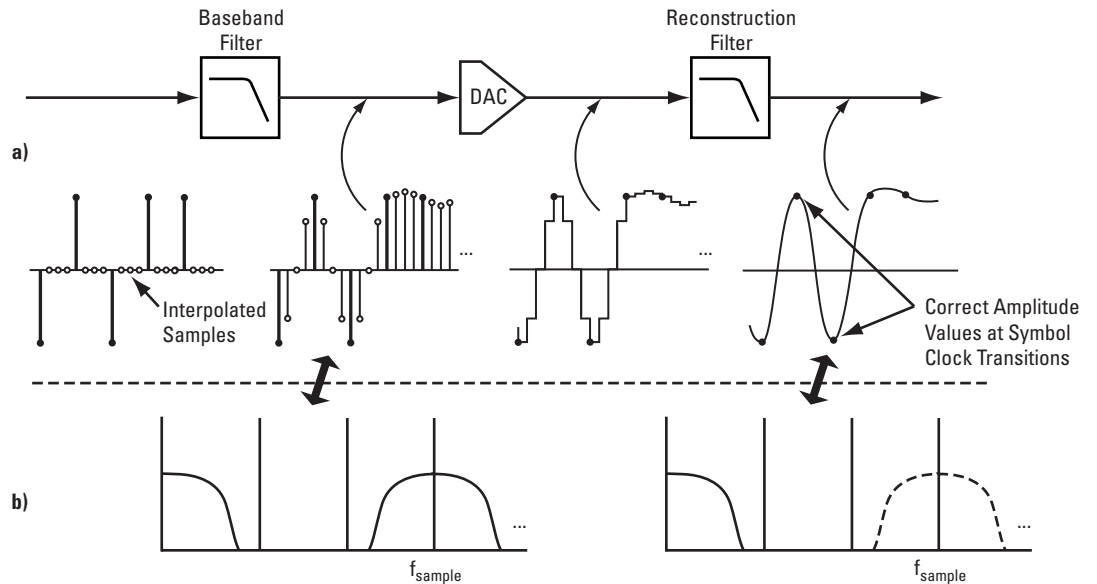 Baseband
Filter
Reconstruction
Filter
DAC
a)
...
...
Interpolated
Samples
Correct Amplitude
Values at Symbol
Clock Transitions
b)
...
...
f_sample
f_sample